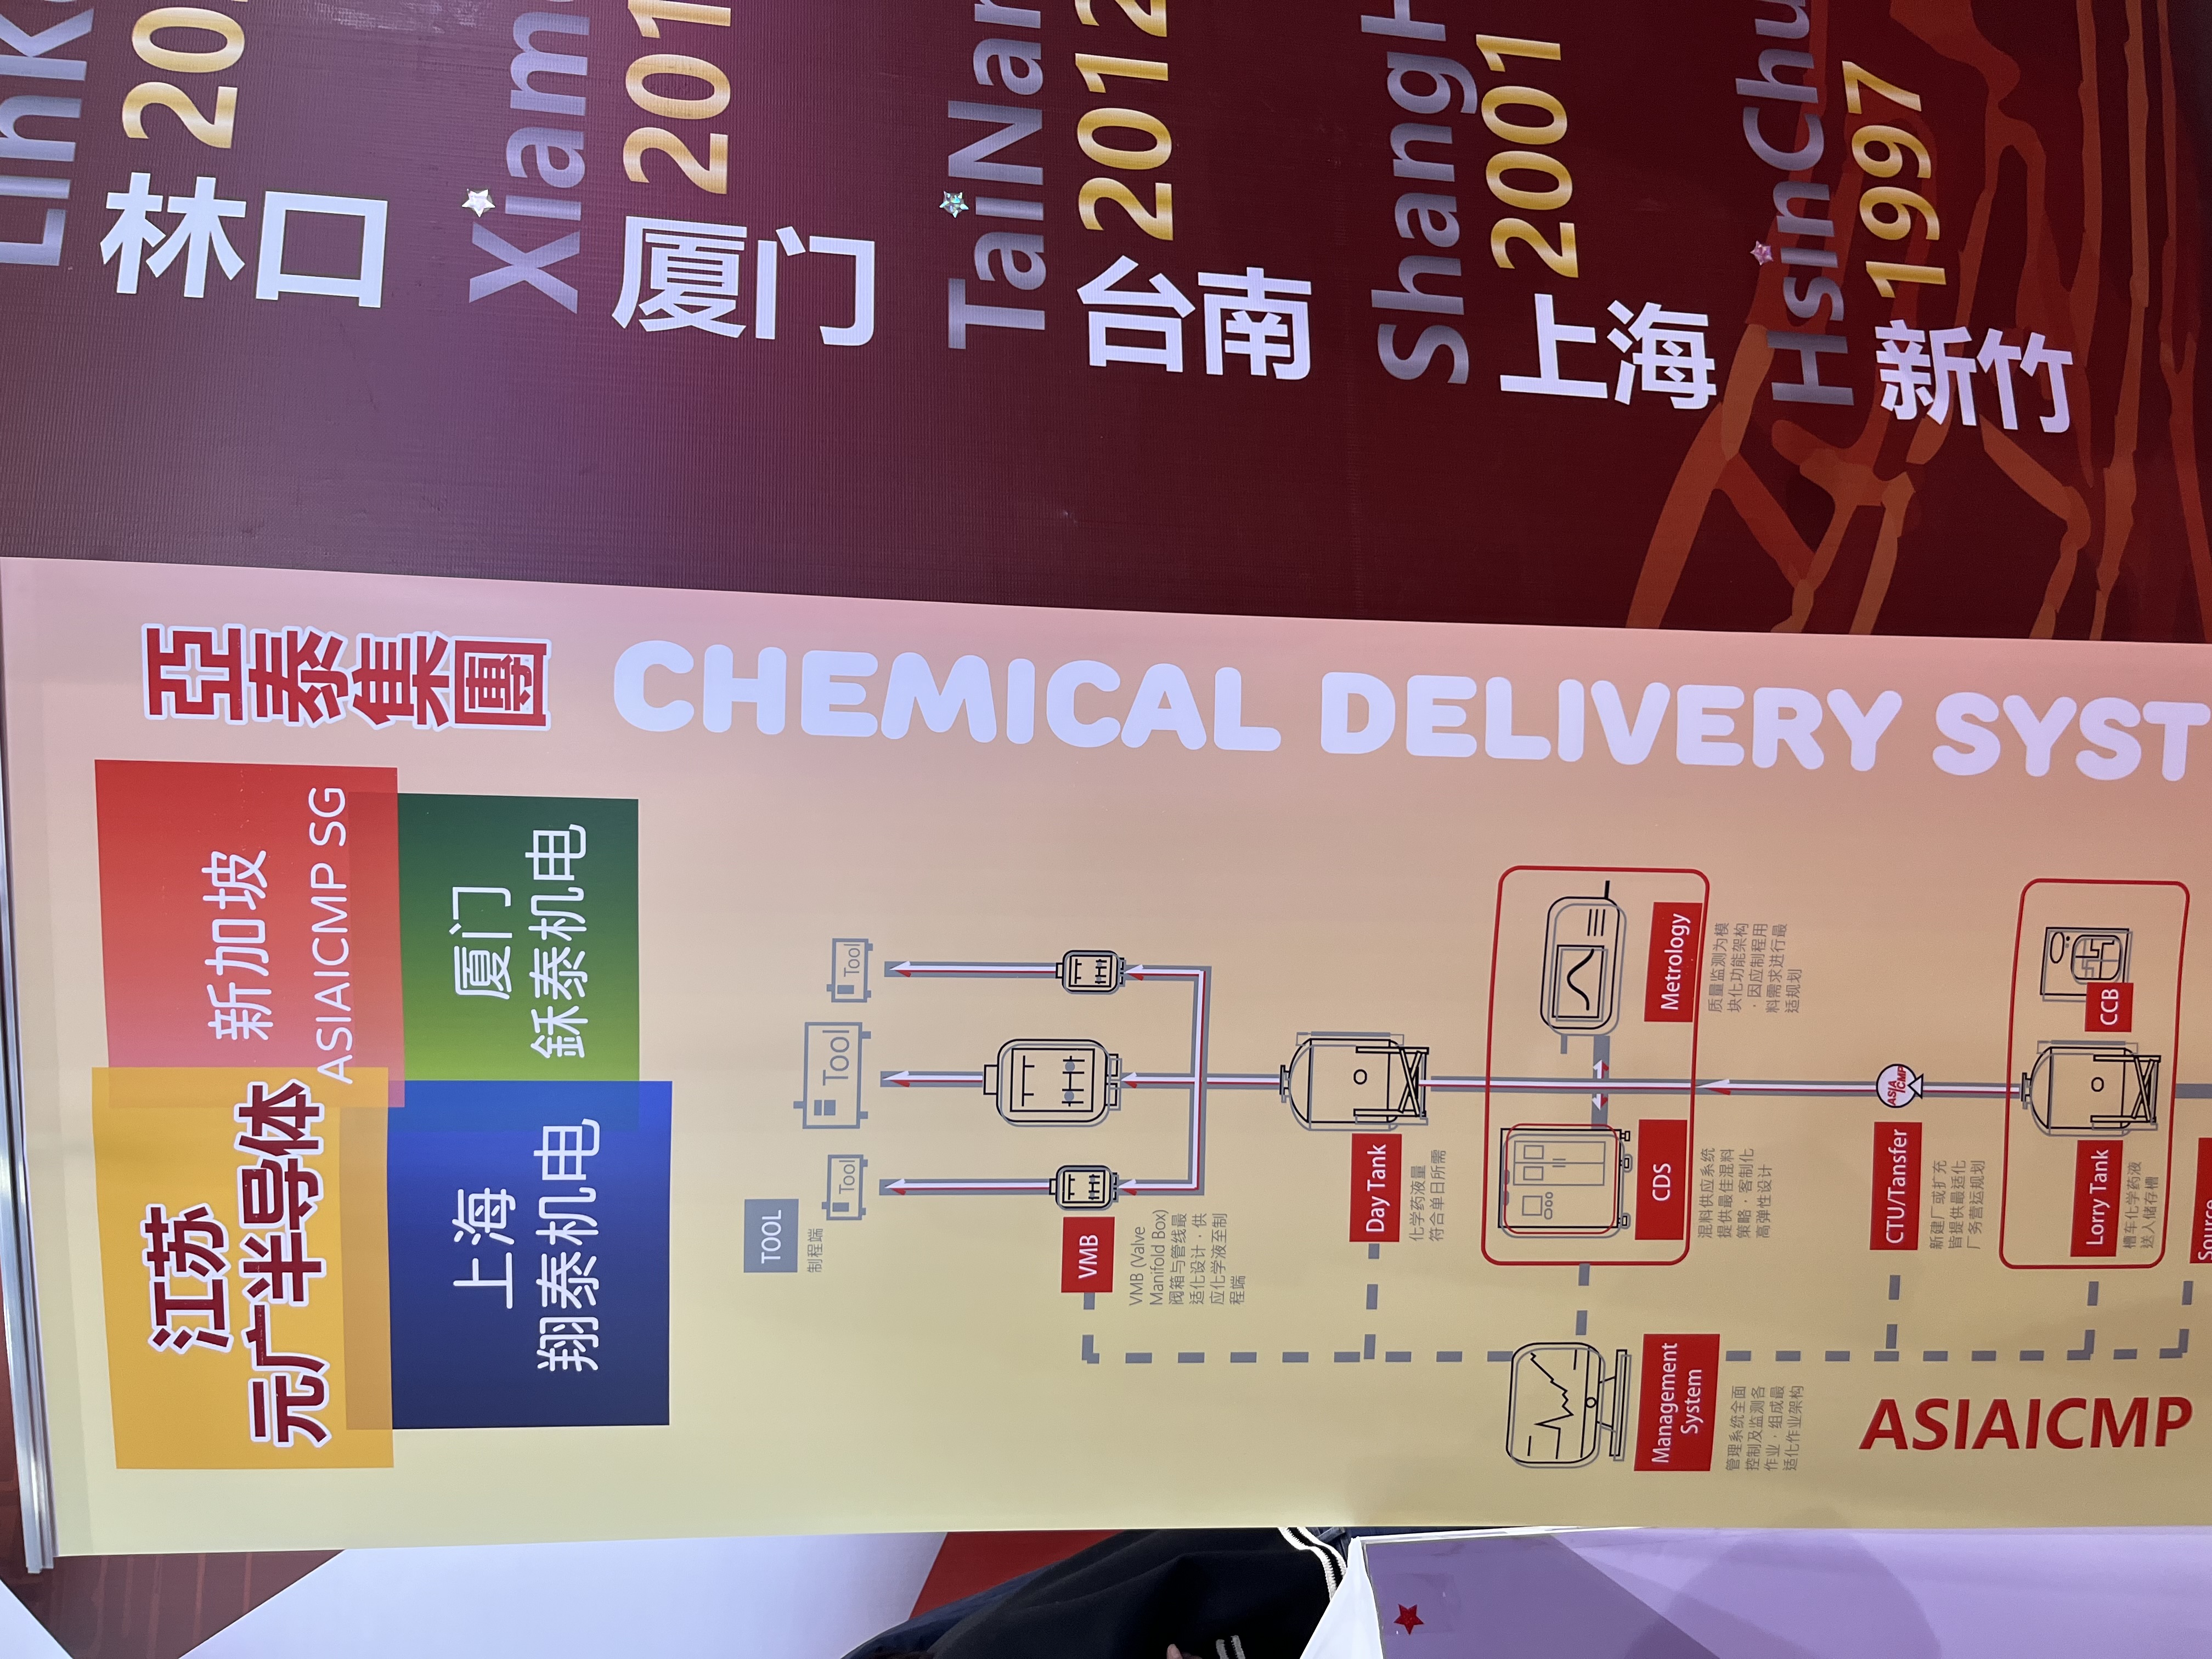 江苏
元广半导体
新加坡
ASIAICMP SG
上海
翔泰机电
厦门
鉌泰机电
亞泰集團
CHEMICAL DELIVERY SYST
TOOL
制程端
Tool
Tool
Tool
VMB
VMB (Valve
Manifold Box)
阀箱与管线最
适化设计·供
应化学液至制
程端
Day Tank
化学药液量
符合单日所需
Management
System
管理系统全面
控制及监测各
作业·组成最
适化作业架构
CDS
混料供应系统
提供最佳混料
策略·客制化
高弹性设计
Metrology
质量监测为模
块化功能架构
·因应制程用
料需求进行最
适规划
CTU/Tansfer
ASIA
ICMP
新建厂或扩充
皆提供最适化
厂务营运规划
Lorry Tank
槽车化学药液
送入储存槽
CCB
Source
ASIAICMP
Link
林口
20
Xiam
厦门
201
TaiNan
台南
2012
ShangH
上海
2001
HsinChu
新竹
1997